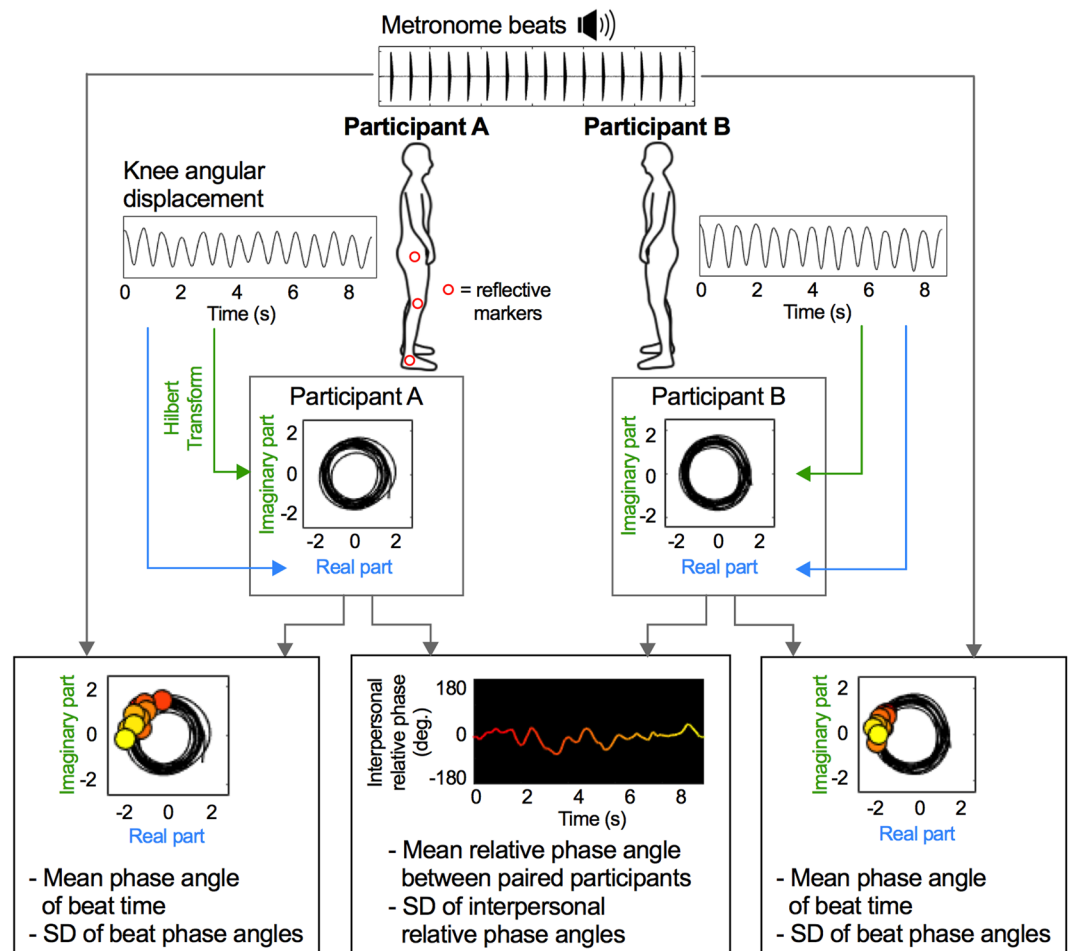 Metronome beats
Participant A
Participant B
Knee angular
displacement
0 2 4 6 8
Time (s)
= reflective
markers
0 2 4 6 8
Time (s)
Hilbert
Transform
Participant A
Imaginary part
2
0
-2
-2 0 2
Real part
Participant B
Imaginary part
2
0
-2
-2 0 2
Real part
Imaginary part
2
0
-2
-2 0 2
Real part
- Mean phase angle
of beat time
- SD of beat phase angles
Interpersonal
relative phase
(deg.)
180
0
-180
0 2 4 6 8
Time (s)
- Mean relative phase angle
between paired participants
- SD of interpersonal
relative phase angles
Imaginary part
2
0
-2
-2 0 2
Real part
- Mean phase angle
of beat time
- SD of beat phase angles